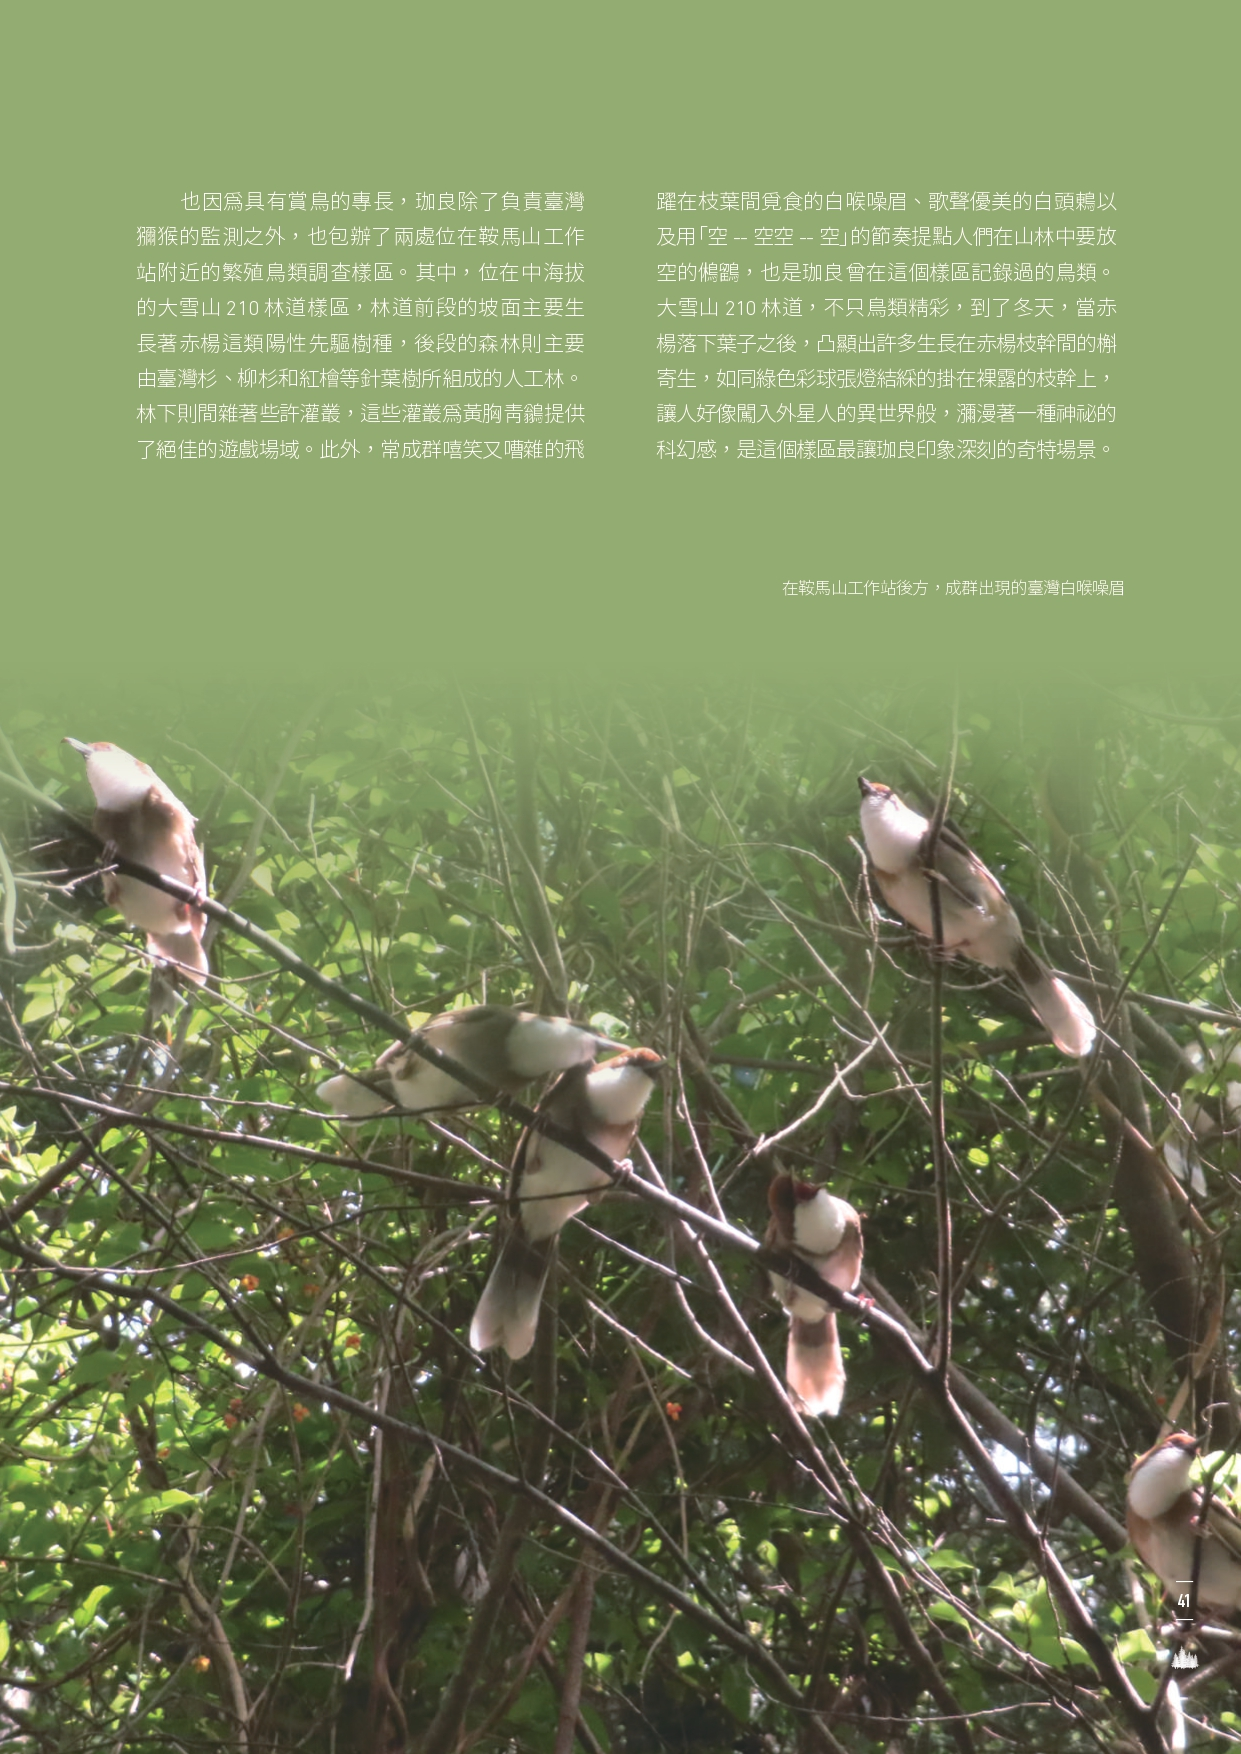 也因爲具有賞鳥的專長，珈良除了負責臺灣
獼猴的監測之外，也包辦了兩處位在鞍馬山工作
站附近的繁殖鳥類調查樣區。其中，位在中海拔
的大雪山 210 林道樣區，林道前段的坡面主要生
長著赤楊這類陽性先驅樹種，後段的森林則主要
由臺灣杉、柳杉和紅檜等針葉樹所組成的人工林。
林下則間雜著些許灌叢，這些灌叢爲黃胸靑鶲提供
了絕佳的遊戲場域。此外，常成群嘻笑又嘈雜的飛
躍在枝葉間覓食的白喉噪眉、歌聲優美的白頭鶇以
及用「空 -- 空空 -- 空」的節奏提點人們在山林中要放
空的鵂鶹，也是珈良曾在這個樣區記錄過的鳥類。
大雪山 210 林道，不只鳥類精彩，到了冬天，當赤
楊落下葉子之後，凸顯出許多生長在赤楊枝幹間的槲
寄生，如同綠色彩球張燈結綵的掛在裸露的枝幹上，
讓人好像闖入外星人的異世界般，瀰漫著一種神祕的
科幻感，是這個樣區最讓珈良印象深刻的奇特場景。
在鞍馬山工作站後方，成群出現的臺灣白喉噪眉
41